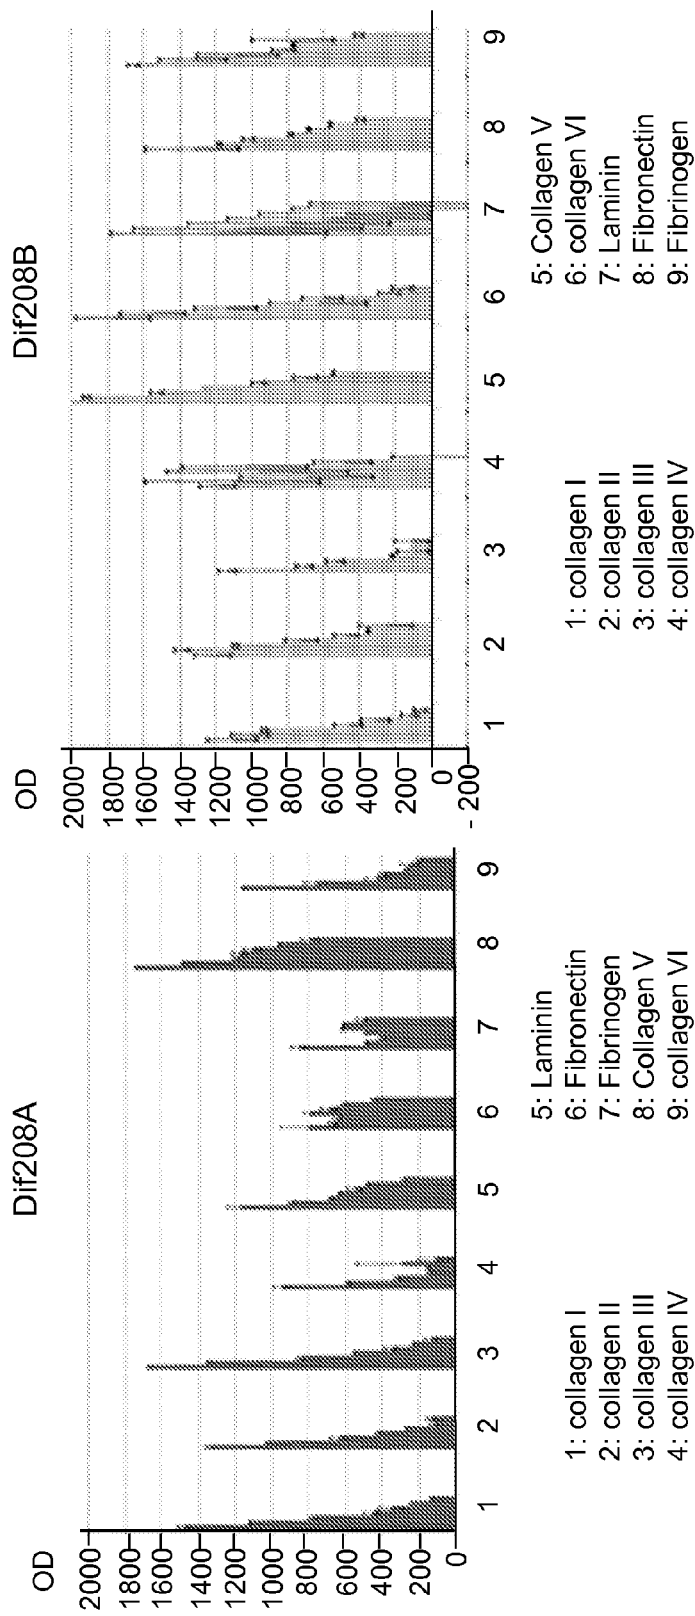 Dif208A
OD
2000
1800
1600
1400
1200
1000
800
600
400
200
0
1 2 3 4 5 6 7 8 9
1: collagen I
2: collagen II
3: collagen III
4: collagen IV
5: Laminin
6: Fibronectin
7: Fibrinogen
8: Collagen V
9: collagen VI
Dif208B
OD
2000
1800
1600
1400
1200
1000
800
600
400
200
0
- 200
1 2 3 4 5 6 7 8 9
1: collagen I
2: collagen II
3: collagen III
4: collagen IV
5: Collagen V
6: collagen VI
7: Laminin
8: Fibronectin
9: Fibrinogen